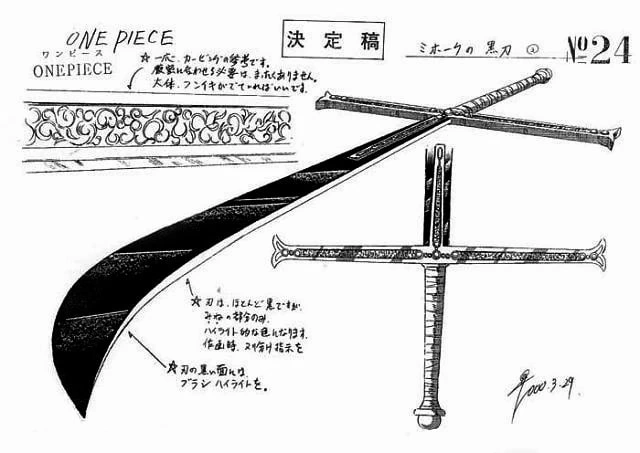 ONE PIECE
ワンピース
ONEPIECE
決定稿
ミホークの黒刀 ②
No 24
☆ 一応、カービングの参考です。
厳密に合わせる必要は、まったくありません。
大体、フンイキがでてればいいです。
☆ 刃は、ほとんど黒ですが、
みねの部分のみ、
ハイライト的な色になります。
作画時、ヌリ分け指示を
☆ 刃の黒い面には、
ブラシハイライトを。
2000.3.29.